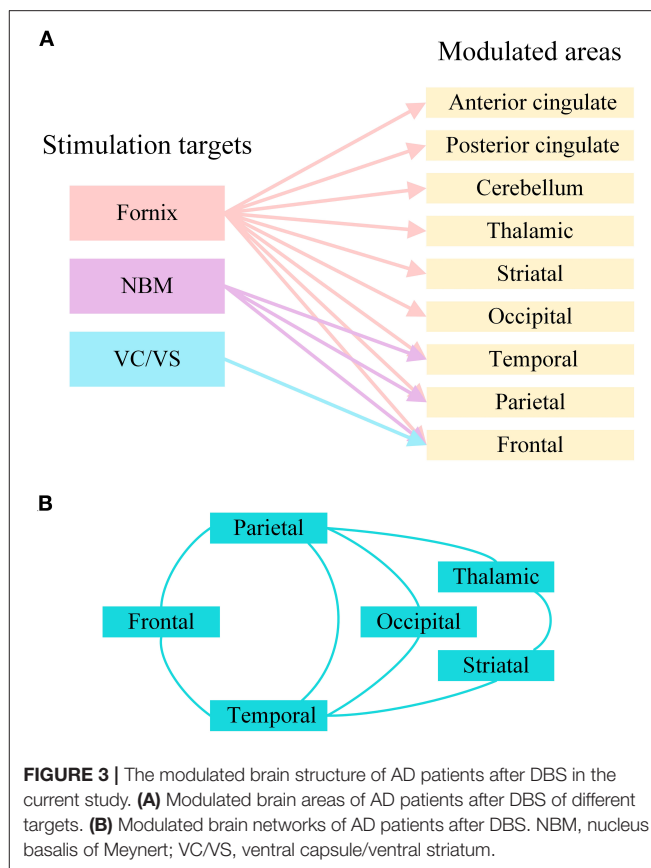 A
Modulated areas
Stimulation targets
Fornix
NBM
VC/VS
Anterior cingulate
Posterior cingulate
Cerebellum
Thalamic
Striatal
Occipital
Temporal
Parietal
Frontal
B
Parietal
Thalamic
Frontal
Occipital
Striatal
Temporal
FIGURE 3 | The modulated brain structure of AD patients after DBS in the
current study. (A) Modulated brain areas of AD patients after DBS of different
targets. (B) Modulated brain networks of AD patients after DBS. NBM, nucleus
basalis of Meynert; VC/VS, ventral capsule/ventral striatum.